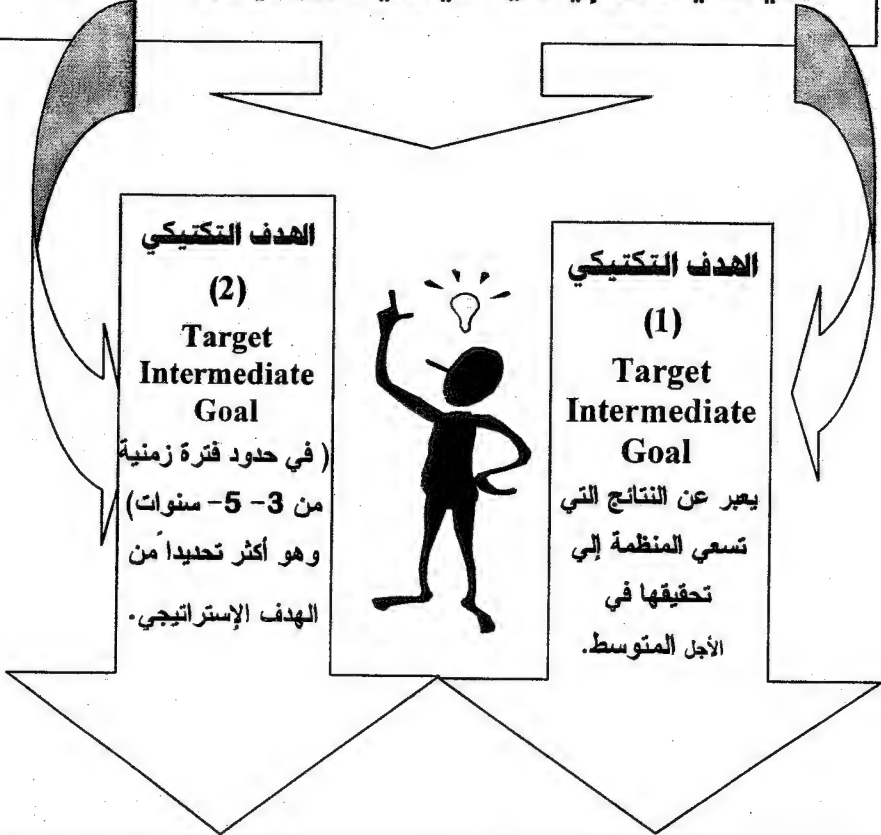 الهدف التكتيكي
(1)
Target
Intermediate
Goal
يعبر عن النتائج التي
تسعي المنظمة إلي
تحقيقها في
الأجل المتوسط.
الهدف التكتيكي
(2)
Target
Intermediate
Goal
( في حدود فترة زمنية
من 3- 5- سنوات)
وهو أكثر تحديداً من
الهدف الإستراتيجي.